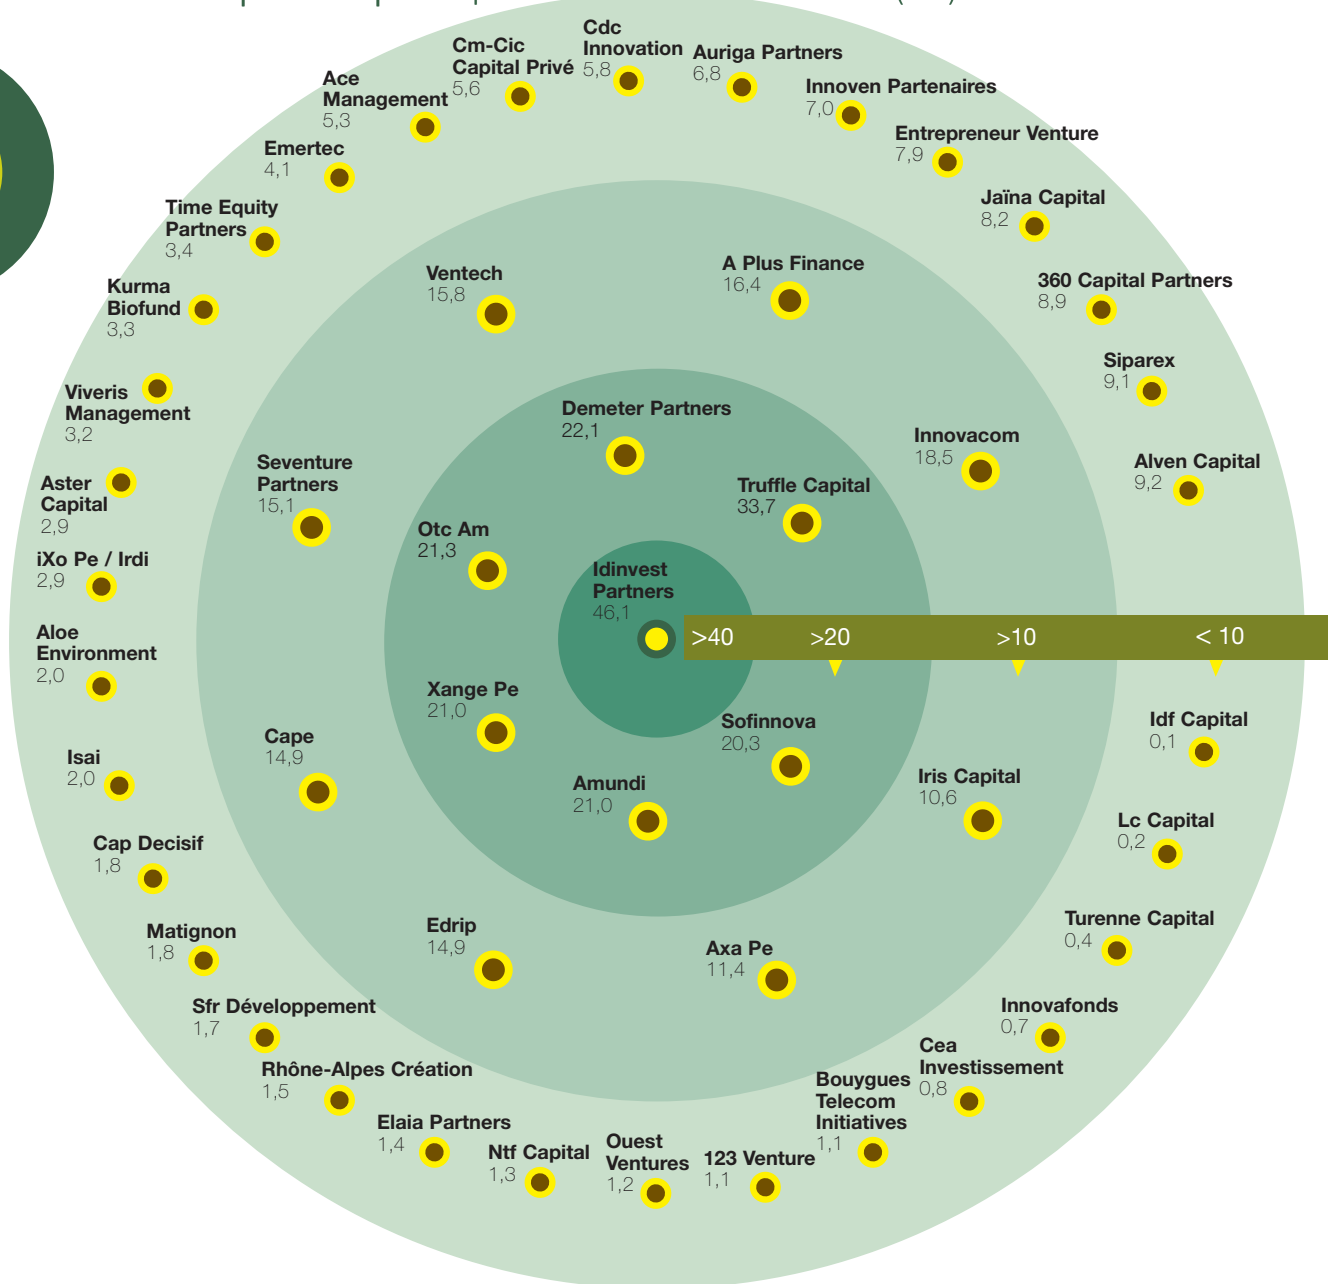 Cdc
Innovation
5,8
Cm-Cic
Capital Privé
5,6
Auriga Partners
6,8
Ace
Management
5,3
Innoven Partenaires
7,0
Emertec
4,1
Entrepreneur Venture
7,9
Time Equity
Partners
3,4
Jaïna Capital
8,2
Kurma
Biofund
3,3
Ventech
15,8
A Plus Finance
16,4
360 Capital Partners
8,9
Viveris
Management
3,2
Siparex
9,1
Demeter Partners
22,1
Innovacom
18,5
Alven Capital
9,2
Seventure
Partners
15,1
Truffle Capital
33,7
Aster
Capital
2,9
Otc Am
21,3
iXo Pe / Irdi
2,9
Idinvest
Partners
46,1
>40
>20
>10
< 10
Aloe
Environment
2,0
Xange Pe
21,0
Sofinnova
20,3
Idf Capital
0,1
Isai
2,0
Cape
14,9
Amundi
21,0
Iris Capital
10,6
Lc Capital
0,2
Cap Decisif
1,8
Matignon
1,8
Edrip
14,9
Axa Pe
11,4
Turenne Capital
0,4
Sfr Développement
1,7
Innovafonds
0,7
Rhône-Alpes Création
1,5
Cea
Investissement
0,8
Elaia Partners
1,4
Bouygues
Telecom
Initiatives
1,1
Ntf Capital
1,3
Ouest
Ventures
1,2
123 Venture
1,1